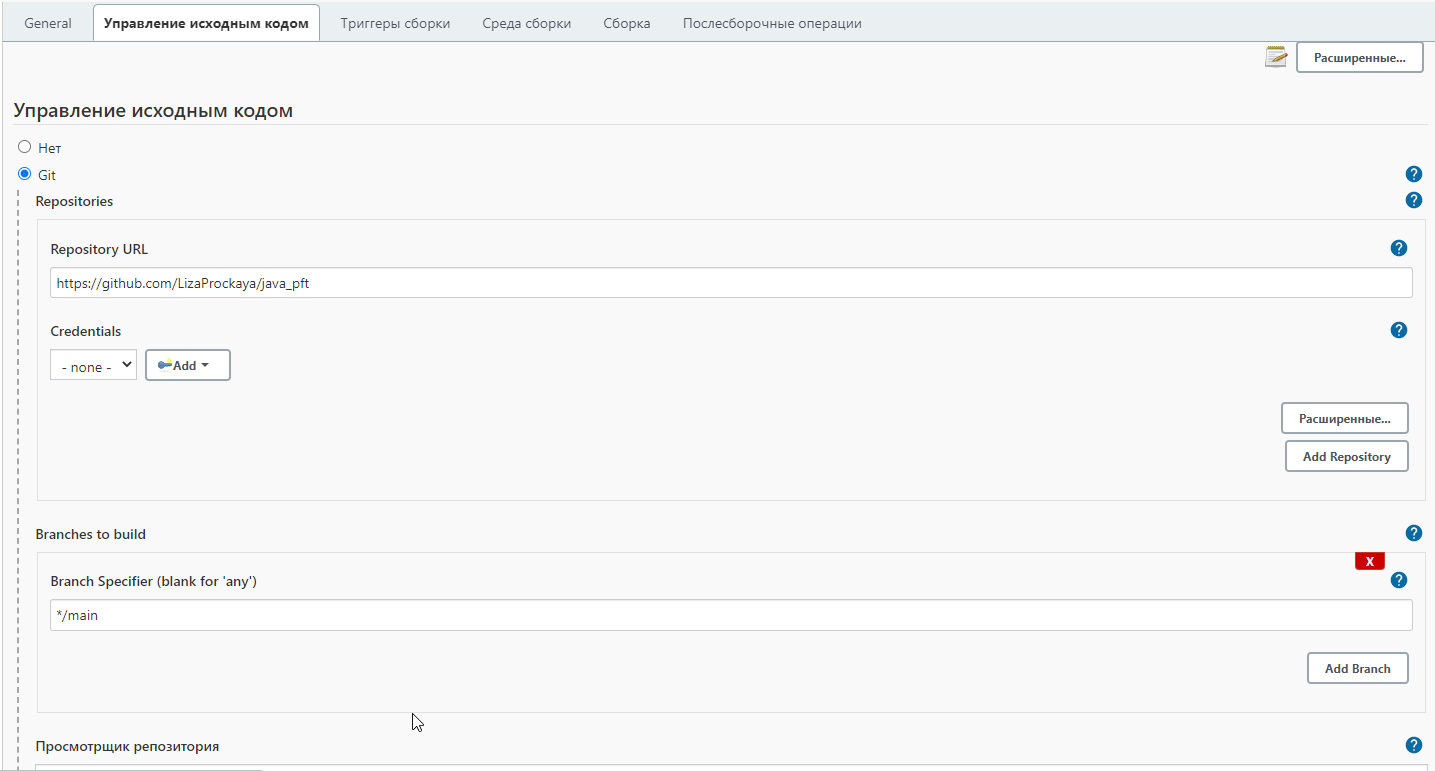 General Управление исходным кодом Триггеры сборки Среда сборки Сборка Послесборочные операции
Расширенные...
Управление исходным кодом
Нет
Git
?
Repositories
?
Repository URL
?
https://github.com/LizaProckaya/java_pft
Credentials
?
- none - Add
Расширенные...
Add Repository
Branches to build
?
X
Branch Specifier (blank for 'any')
?
*/main
Add Branch
Просмотрщик репозитория
?